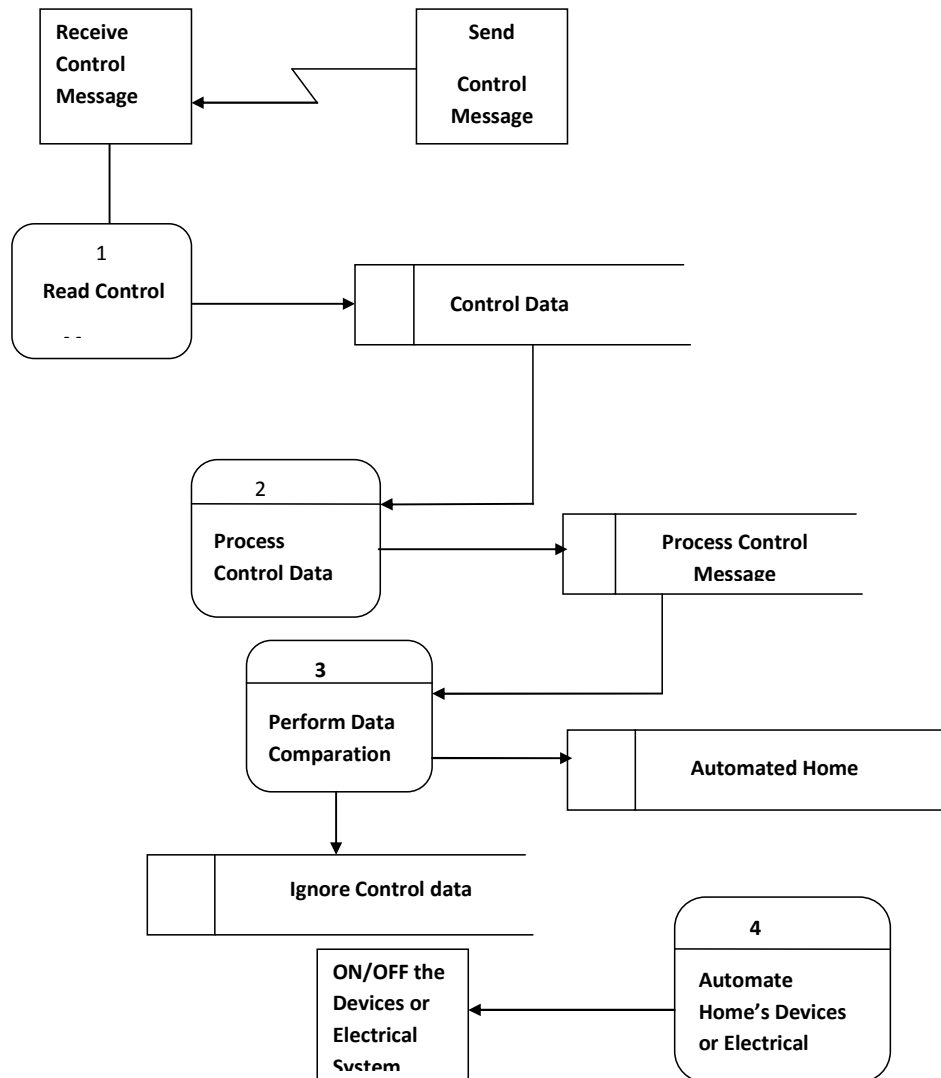 Receive
Control
Message
Send
Control
Message
1
Read Control
Control Data
2
Process
Control Data
Process Control
Message
3
Perform Data
Comparation
Automated Home
Ignore Control data
4
Automate
Home's Devices
or Electrical
ON/OFF the
Devices or
Electrical
System